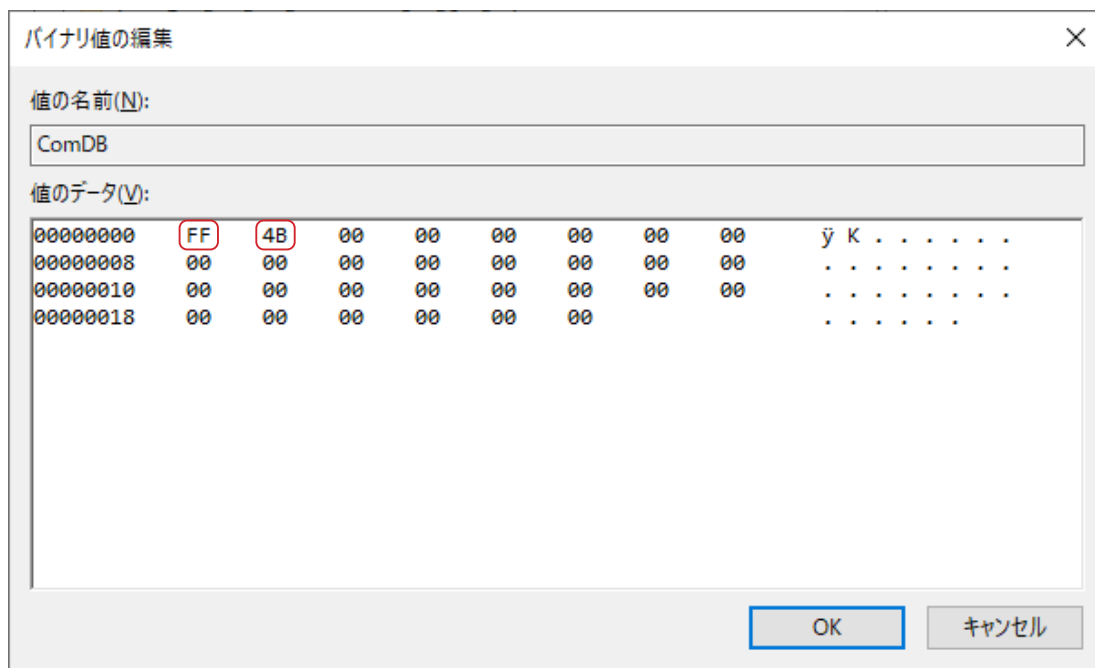 バイナリ値の編集
値の名前(N):
ComDB
値のデータ(V):
00000000 FF 4B 00 00 00 00 00 00 ÿ K . . . . . .
00000008 00 00 00 00 00 00 00 00 . . . . . . . .
00000010 00 00 00 00 00 00 00 00 . . . . . . . .
00000018 00 00 00 00 00 00 . . . . . .
OK キャンセル